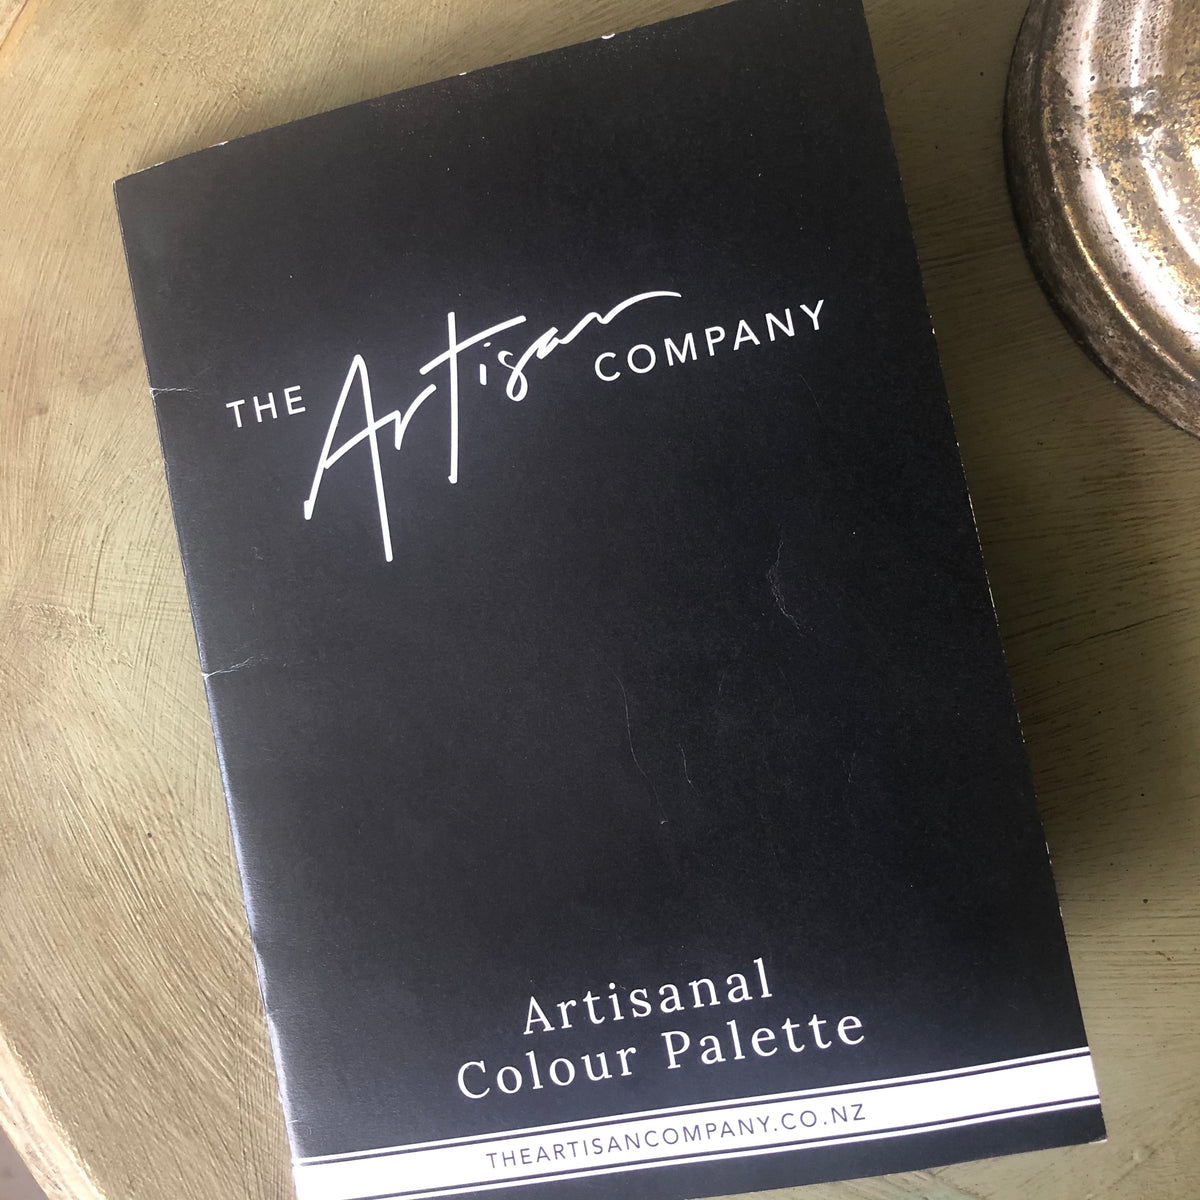 THE Artisan COMPANY
Artisanal
Colour Palette
THEARTISANCOMPANY.CO.NZ